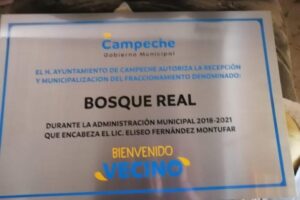 Campeche
Gobierno Municipal
EL H. AYUNTAMIENTO DE CAMPECHE AUTORIZA LA RECEPCIÓN
Y MUNICIPALIZACIÓN DEL FRACCIONAMIENTO DENOMINADO:
BOSQUE REAL
DURANTE LA ADMINISTRACIÓN MUNICIPAL 2018-2021
QUE ENCABEZA EL LIC. ELISEO FERNÁNDEZ MONTUFAR
BIENVENIDO
VECINO